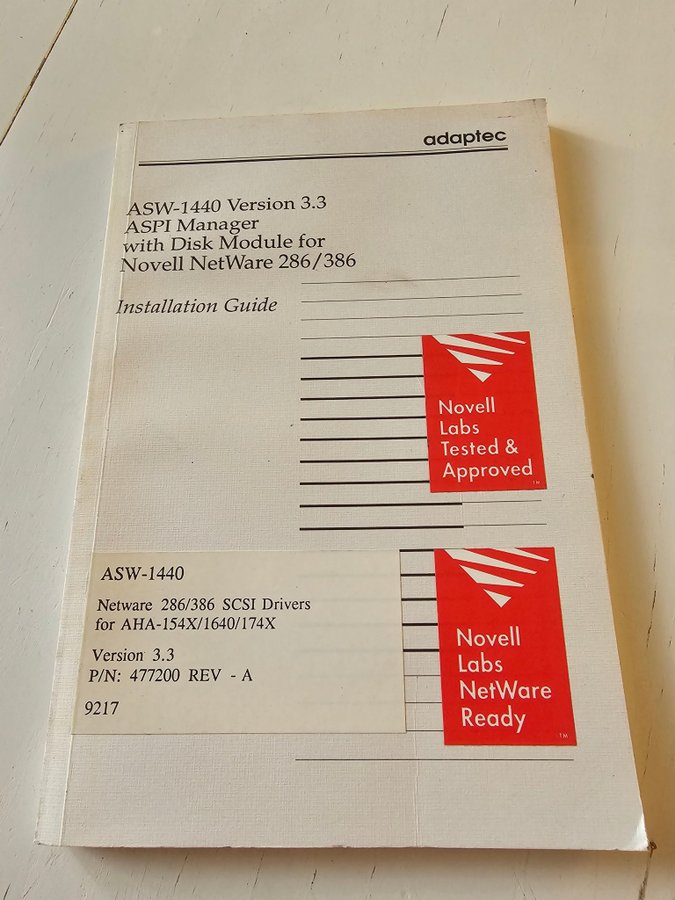 adaptec
ASW-1440 Version 3.3
ASPI Manager
with Disk Module for
Novell NetWare 286/386
Installation Guide
Novell
Labs
Tested &
Approved
TM
ASW-1440
Netware 286/386 SCSI Drivers
for AHA-154X/1640/174X
Version 3.3
P/N: 477200 REV - A
9217
Novell
Labs
NetWare
Ready
TM